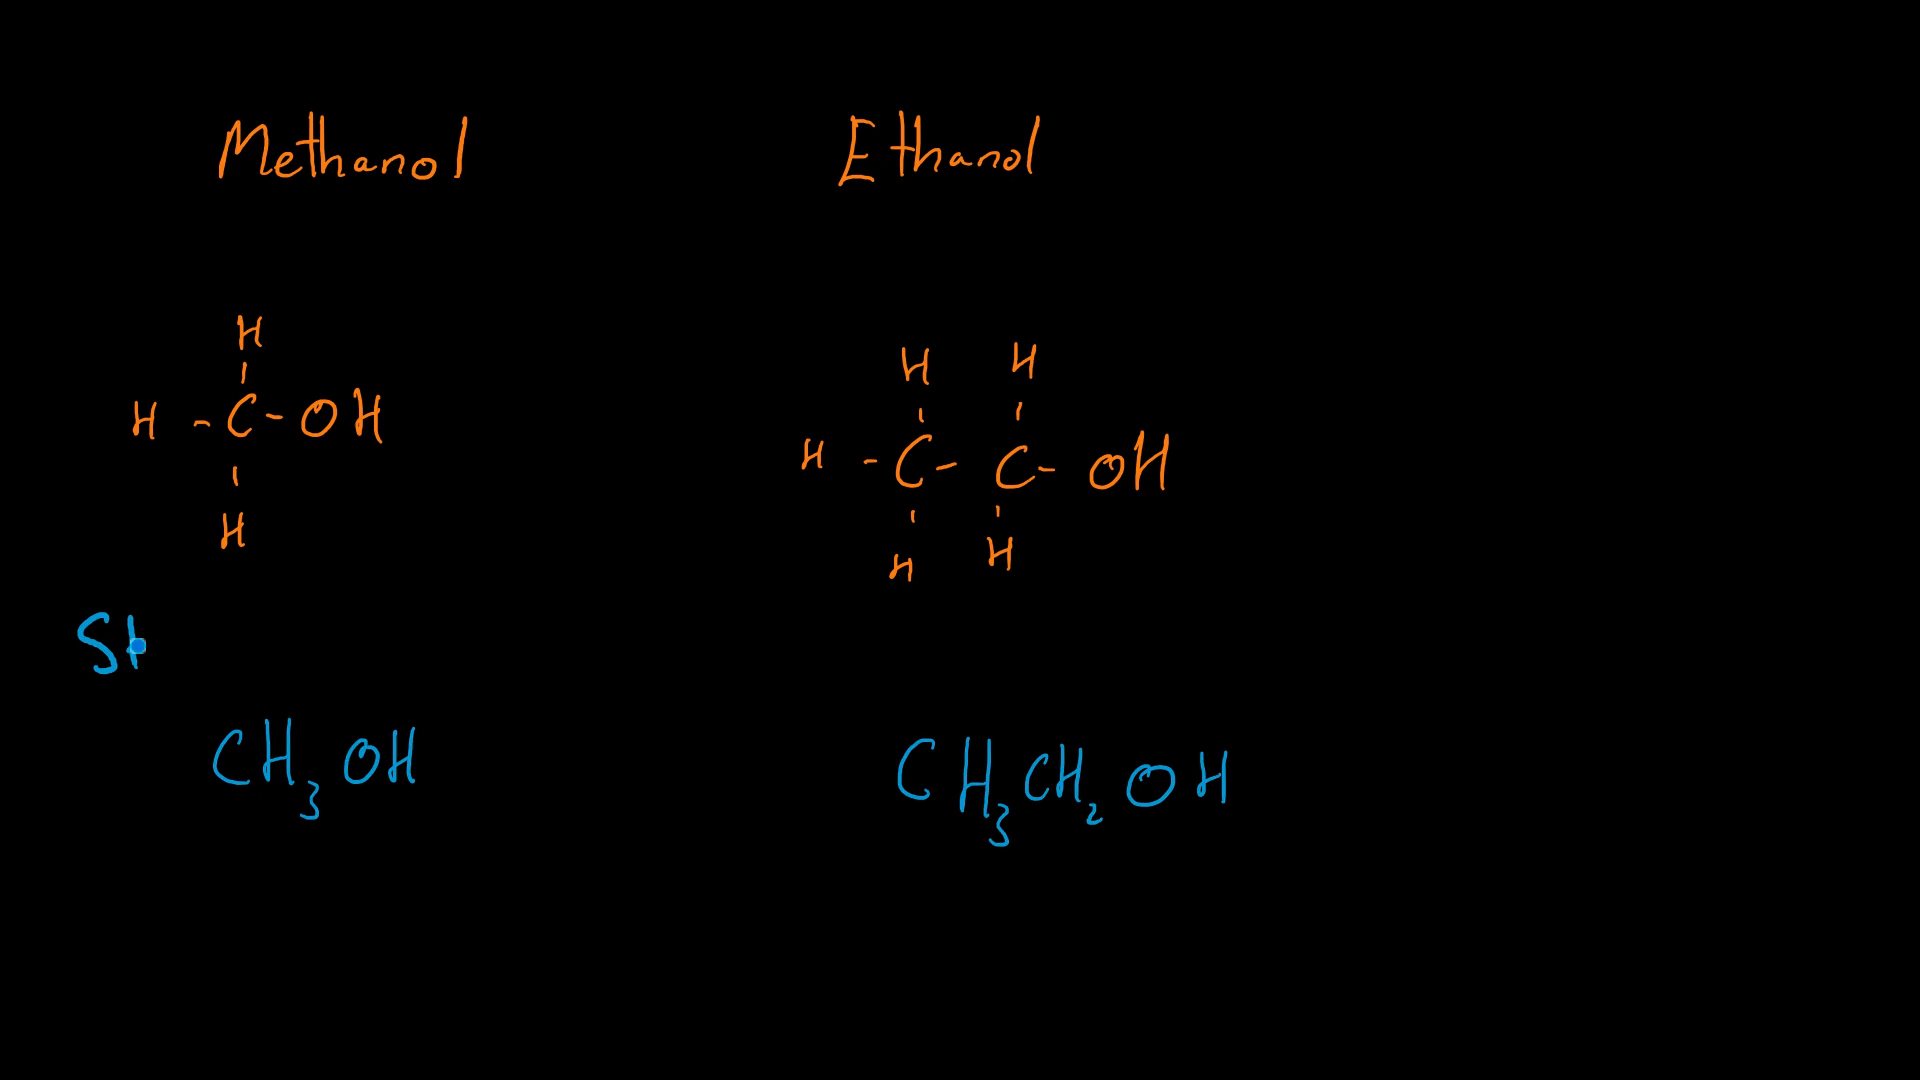 Methanol Ethanol
H H H
H - C - OH H - C - C - OH
H H H
St
CH₃OH CH₃CH₂OH